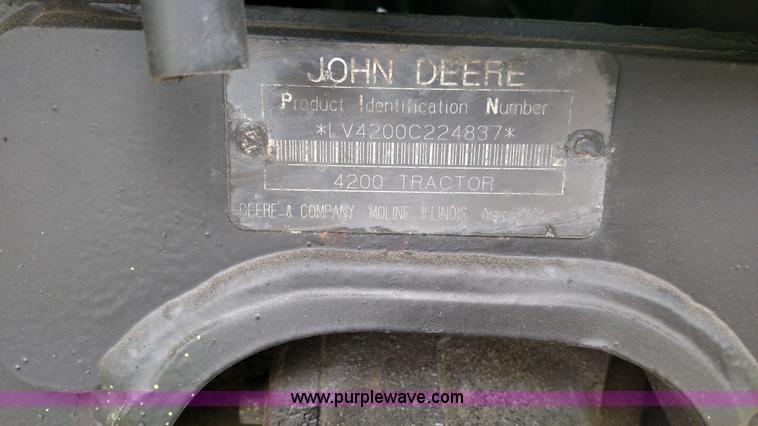 JOHN DEERE
Product Identification Number
*LV4200C224837*
4200 TRACTOR
DEERE & COMPANY MOLINE, ILLINOIS
www.purplewave.com